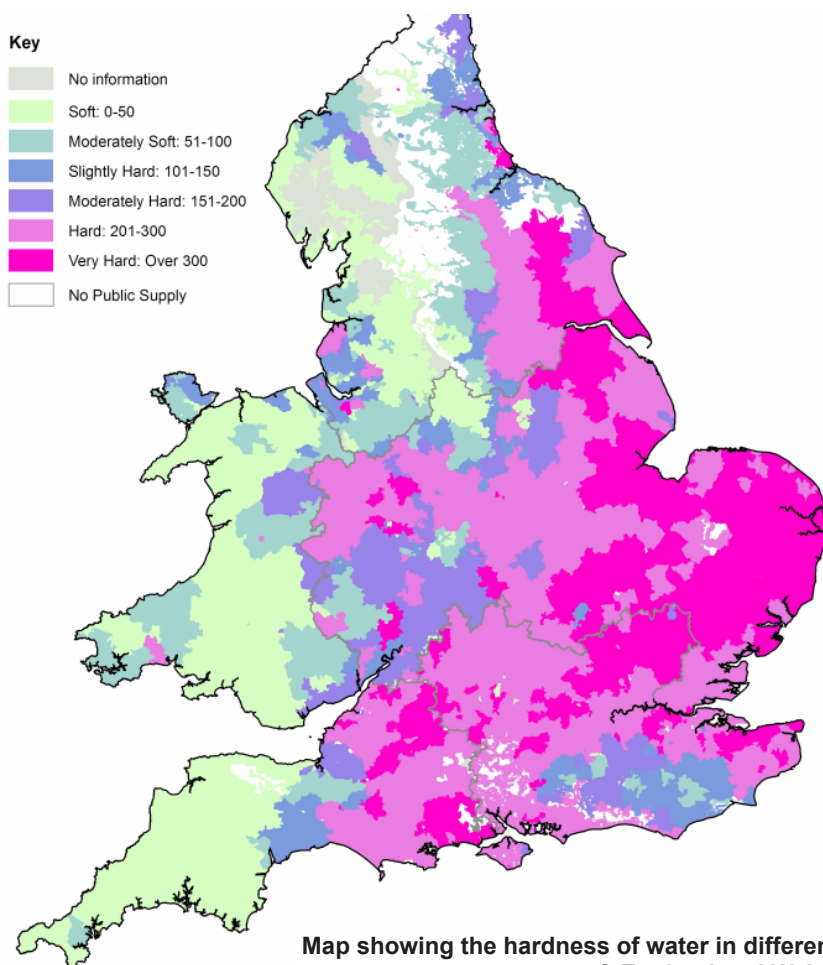 Key
No information
Soft: 0-50
Moderately Soft: 51-100
Slightly Hard: 101-150
Moderately Hard: 151-200
Hard: 201-300
Very Hard: Over 300
No Public Supply
Map showing the hardness of water in differen